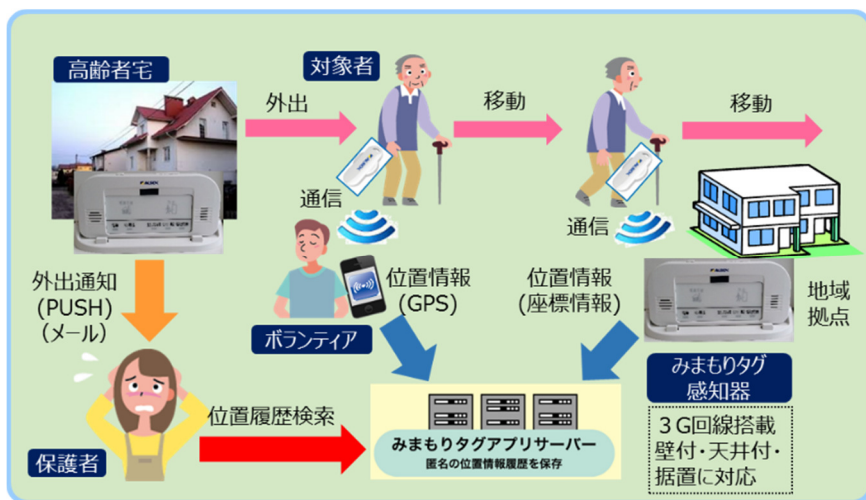 高齢者宅
対象者
外出
移動
移動
通信
通信
外出通知
(PUSH)
(メール)
位置情報
(GPS)
位置情報
(座標情報)
地域
拠点
ボランティア
みまもりタグ
感知器
保護者
位置履歴検索
みまもりタグアプリサーバー
匿名の位置情報履歴を保存
3G回線搭載
壁付・天井付・
据置に対応